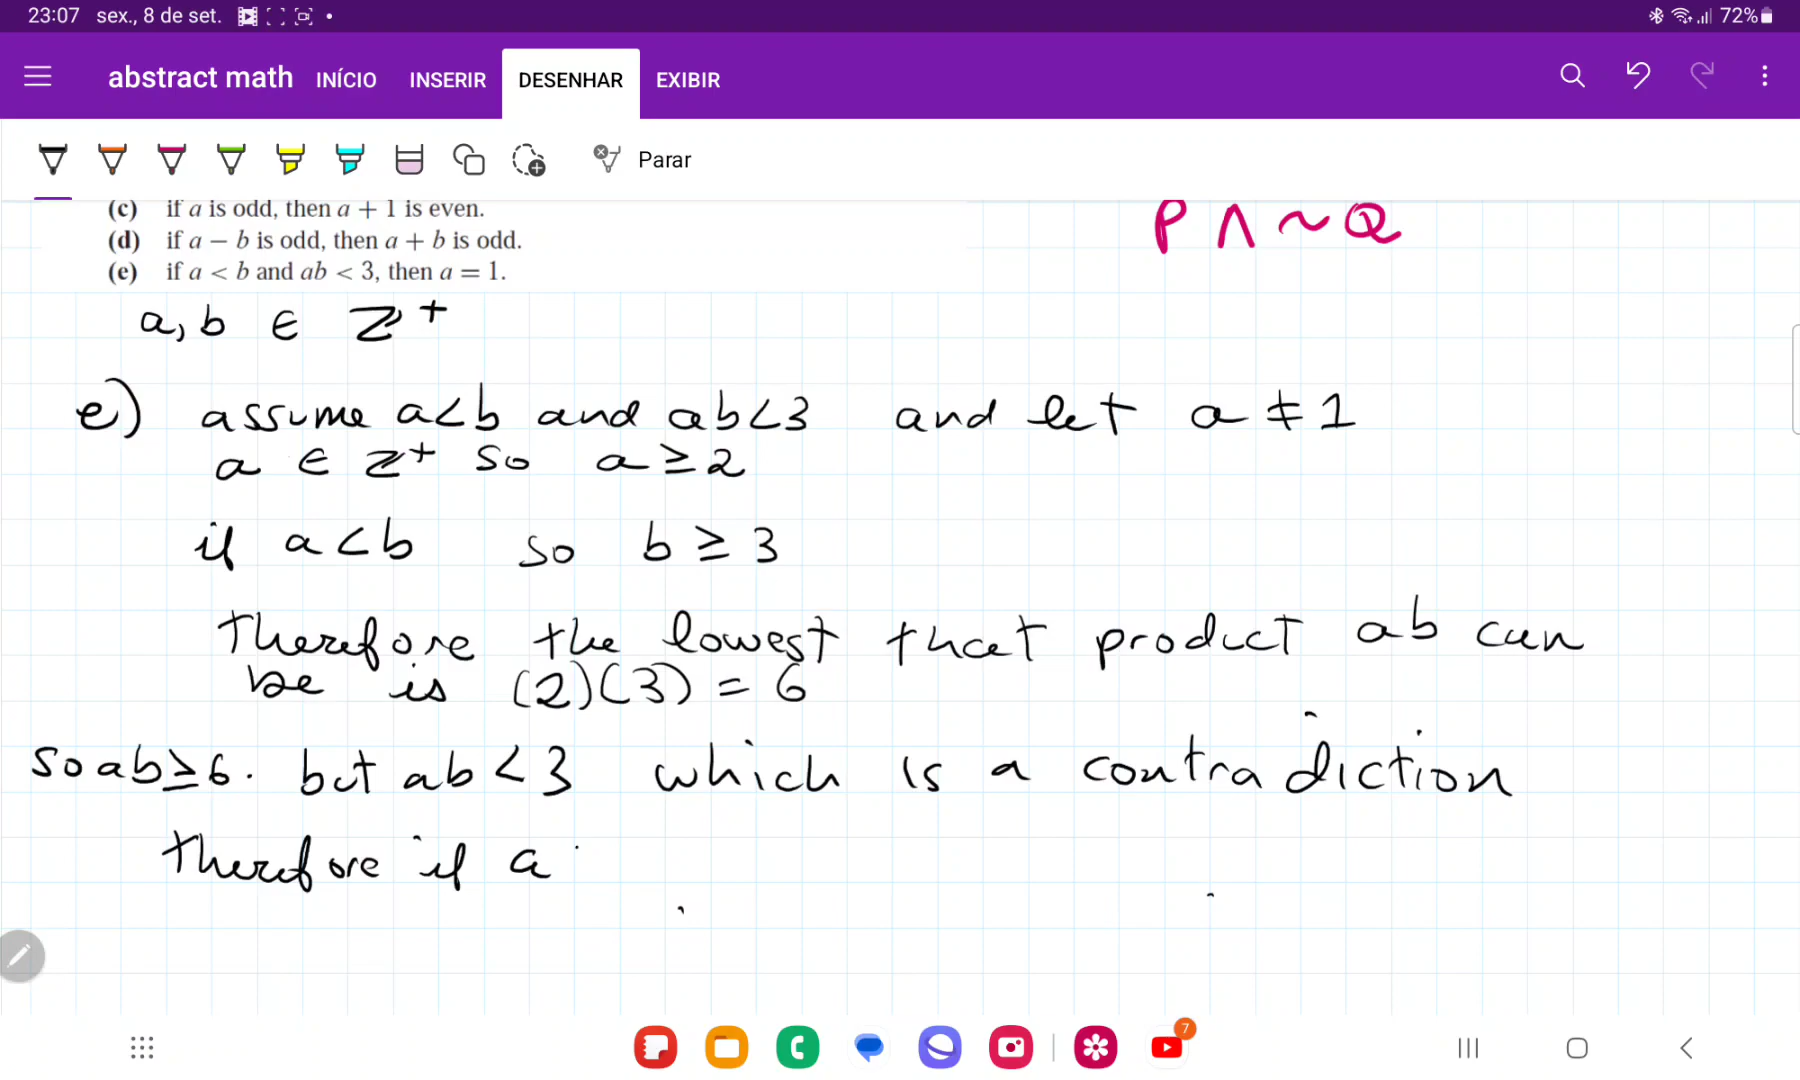 23:07 sex., 8 de set.
72%
abstract math INÍCIO INSERIR DESENHAR EXIBIR
Parar
(c) if a is odd, then a + 1 is even.
(d) if a − b is odd, then a + b is odd.
(e) if a < b and ab < 3, then a = 1.
P ∧ ~Q
a, b ∈ Z⁺
e) assume a<b and ab<3 and let a ≠ 1
a ∈ Z⁺ so a ≥ 2
if a < b so b ≥ 3
therefore the lowest that product ab can
be is (2)(3) = 6
so ab≥6. but ab < 3 which is a contradiction
therefore if a
7